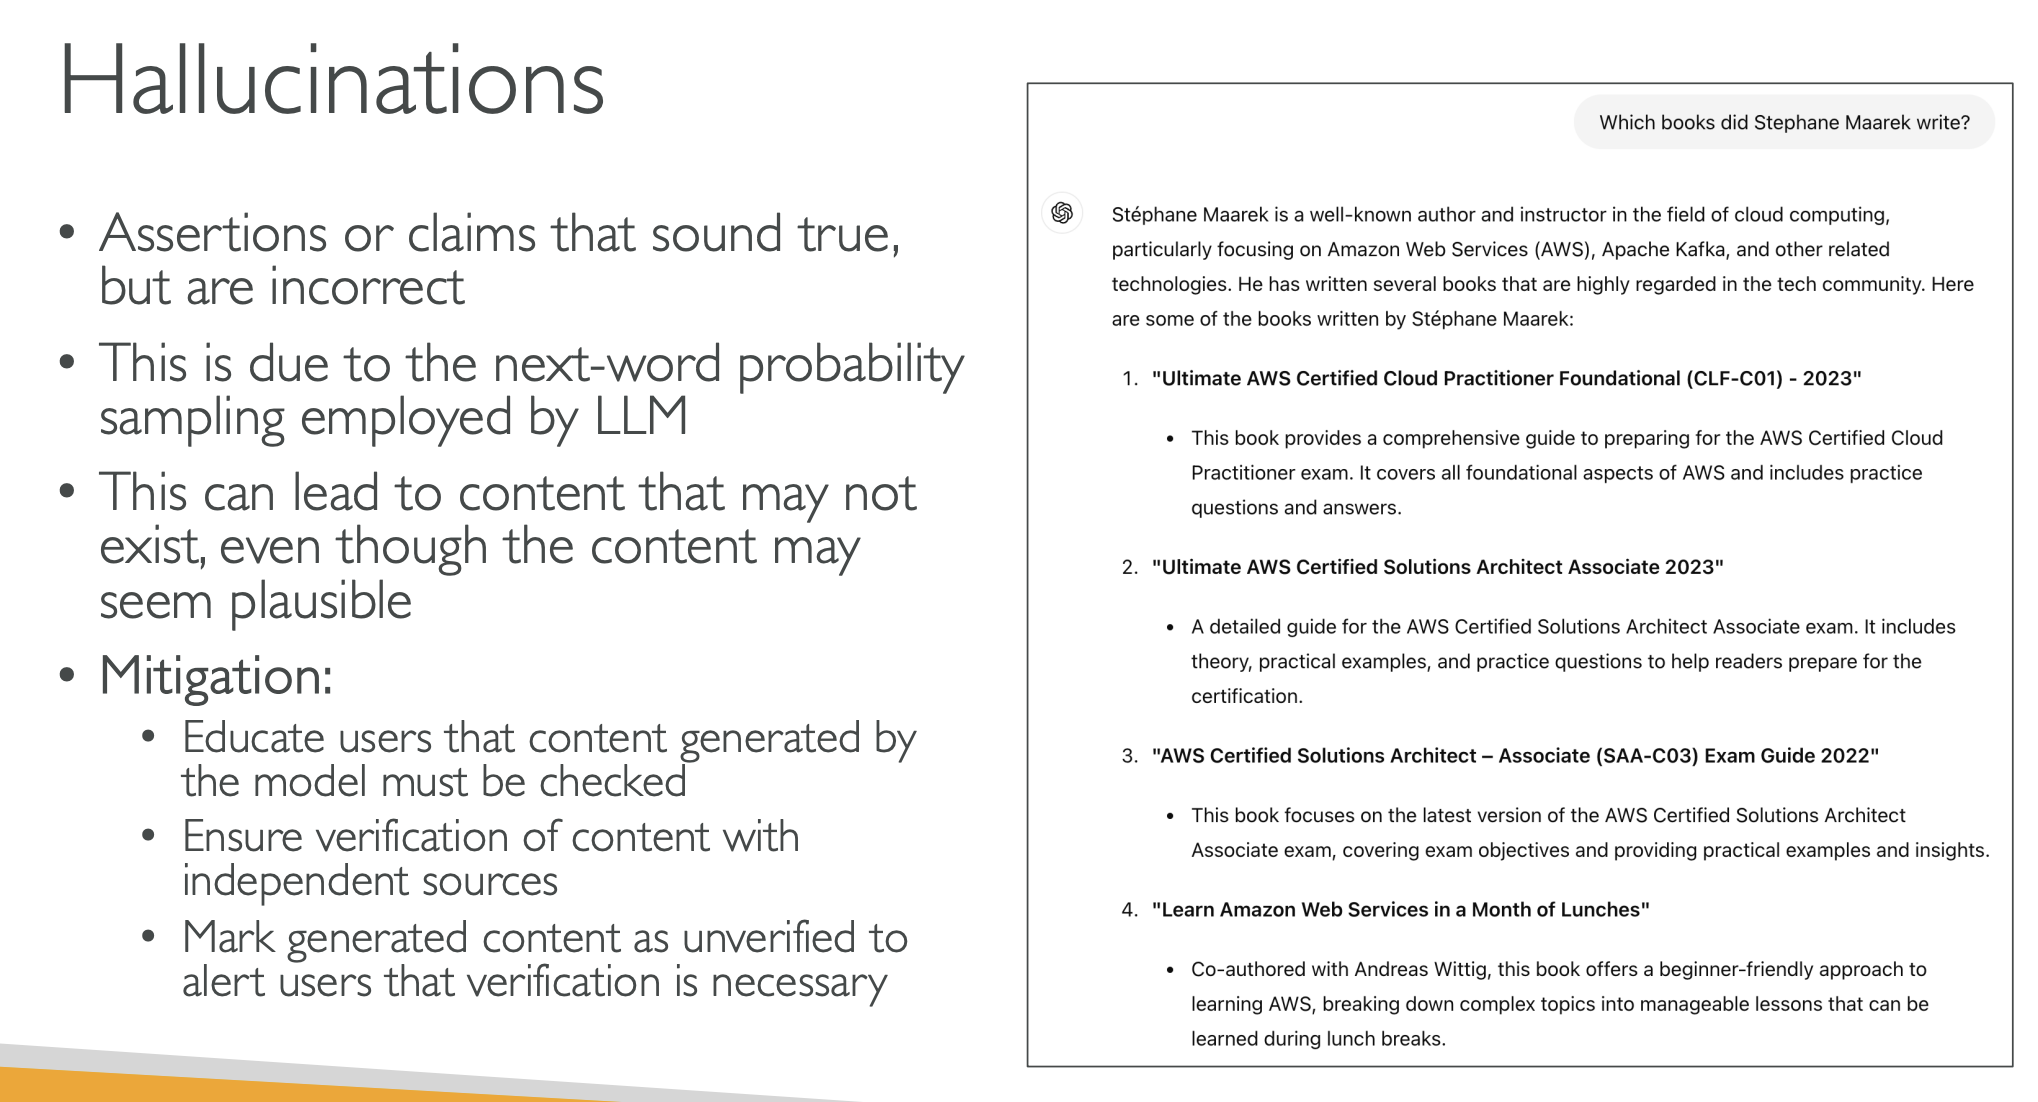 Hallucinations
• Assertions or claims that sound true,
but are incorrect
• This is due to the next-word probability
sampling employed by LLM
• This can lead to content that may not
exist, even though the content may
seem plausible
• Mitigation:
• Educate users that content generated by
the model must be checked
• Ensure verification of content with
independent sources
• Mark generated content as unverified to
alert users that verification is necessary
Which books did Stephane Maarek write?
Stéphane Maarek is a well-known author and instructor in the field of cloud computing,
particularly focusing on Amazon Web Services (AWS), Apache Kafka, and other related
technologies. He has written several books that are highly regarded in the tech community. Here
are some of the books written by Stéphane Maarek:
1. "Ultimate AWS Certified Cloud Practitioner Foundational (CLF-C01) - 2023"
• This book provides a comprehensive guide to preparing for the AWS Certified Cloud
Practitioner exam. It covers all foundational aspects of AWS and includes practice
questions and answers.
2. "Ultimate AWS Certified Solutions Architect Associate 2023"
• A detailed guide for the AWS Certified Solutions Architect Associate exam. It includes
theory, practical examples, and practice questions to help readers prepare for the
certification.
3. "AWS Certified Solutions Architect – Associate (SAA-C03) Exam Guide 2022"
• This book focuses on the latest version of the AWS Certified Solutions Architect
Associate exam, covering exam objectives and providing practical examples and insights.
4. "Learn Amazon Web Services in a Month of Lunches"
• Co-authored with Andreas Wittig, this book offers a beginner-friendly approach to
learning AWS, breaking down complex topics into manageable lessons that can be
learned during lunch breaks.